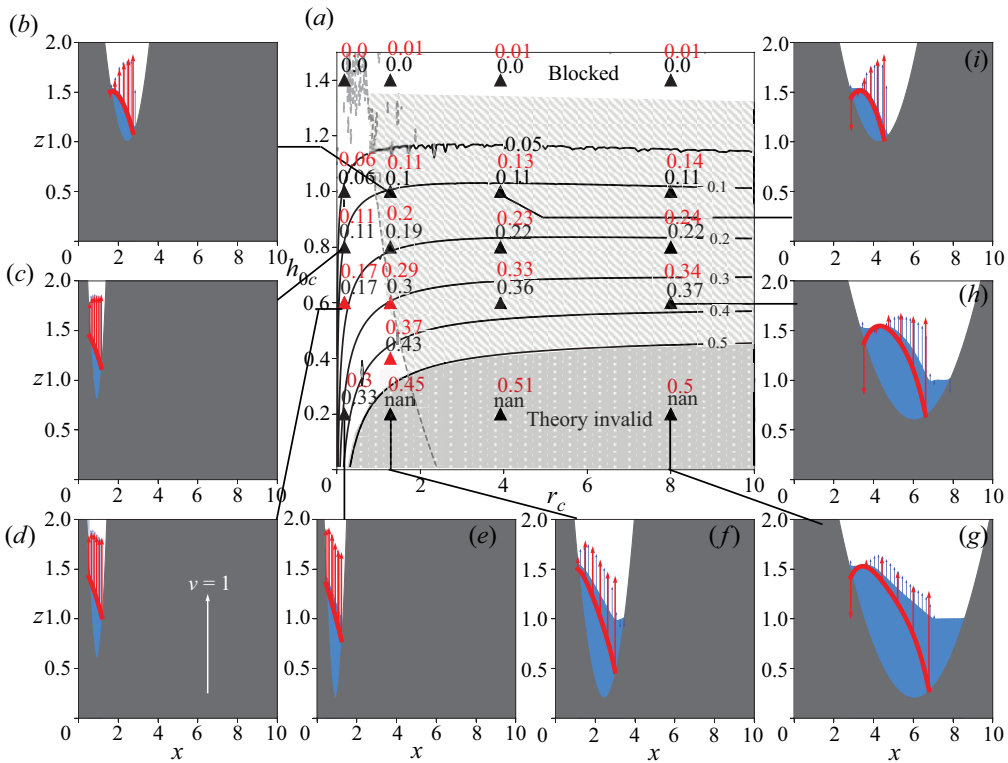 (b)
2.0
1.5
z
1.0
0.5
0
0 2 4 6 8 10
(a)
1.4
1.2
1.0
0.8
h0c
0.6
0.4
0.2
2 4 6 8 10
rc
0.0 0.01 0.01 0.01
0.0 0.0 0.0 0.0
Blocked
0.05
0.06 0.11 0.13 0.14
0.06 0.1 0.11 0.11
0.1
0.11 0.2 0.23 0.24
0.11 0.19 0.22 0.22
0.2
0.17 0.29 0.33 0.34
0.17 0.3 0.36 0.37
0.3
0.4
0.37
0.43
0.5
0.3 0.45 0.51 0.5
0.33 nan nan nan
Theory invalid
(i)
2.0
1.5
1.0
0.5
0 2 4 6 8 10
(c)
2.0
1.5
z
1.0
0.5
0
0 2 4 6 8 10
(h)
2.0
1.5
1.0
0.5
0 2 4 6 8 10
(d)
2.0
1.5
z
1.0
0.5
0
0 2 4 6 8 10
x
v = 1
(e)
2.0
1.5
1.0
0.5
0 2 4 6 8 10
x
(f)
2.0
1.5
1.0
0.5
0
0 2 4 6 8 10
x
(g)
2.0
1.5
1.0
0.5
0
0 2 4 6 8 10
x